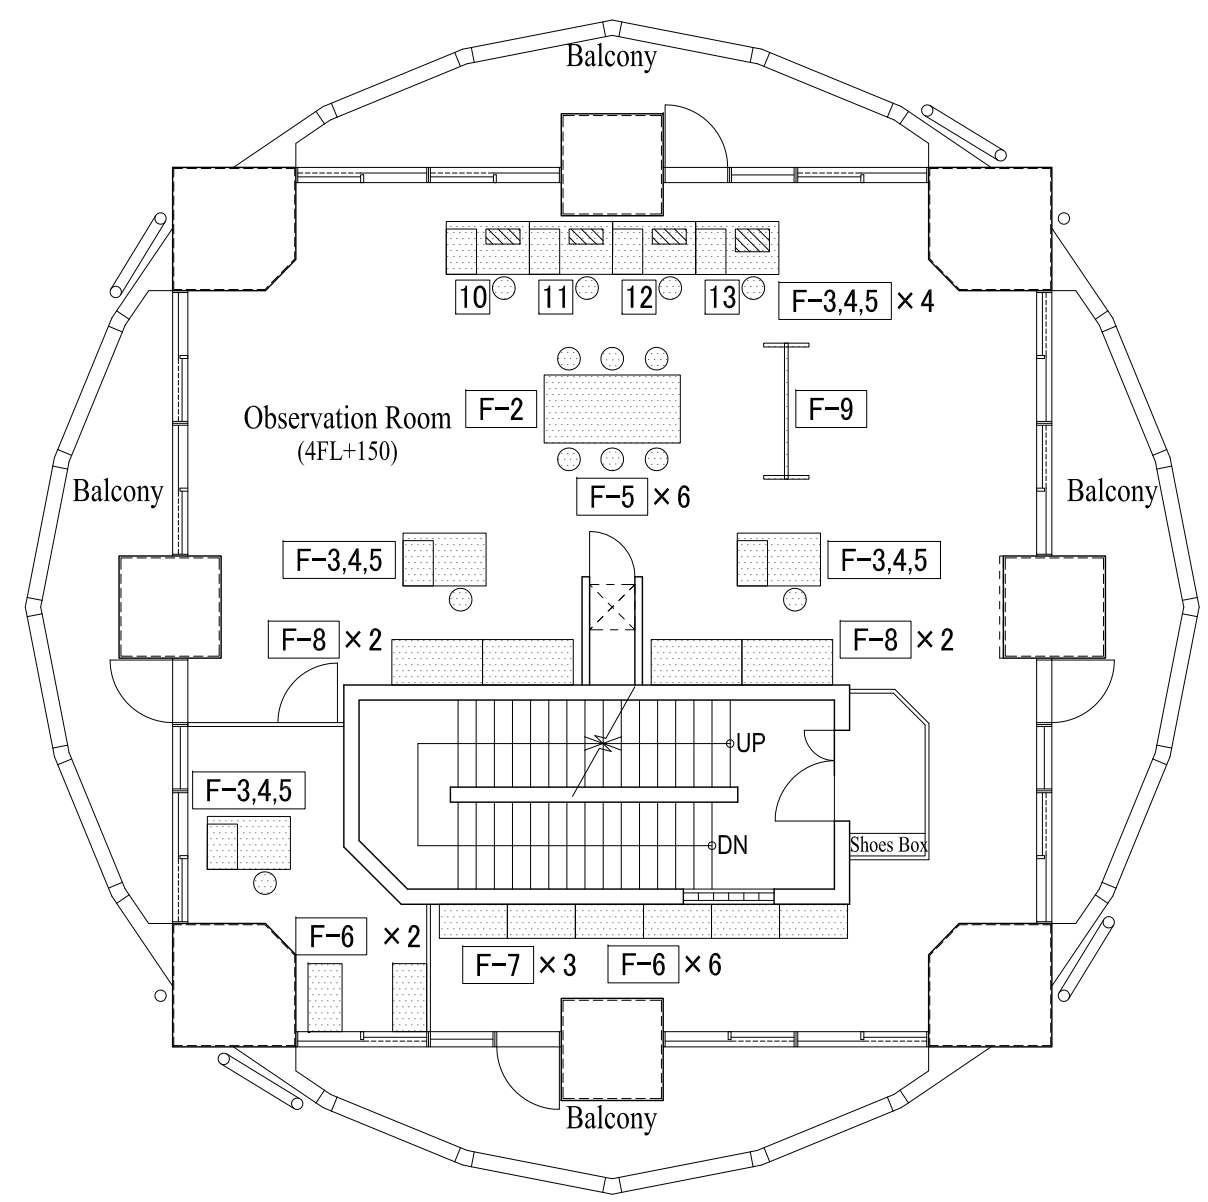 Balcony
10 11 12 13 F-3,4,5 ×4
F-2 F-9
Observation Room
(4FL+150)
Balcony Balcony
F-5 ×6
F-3,4,5 F-3,4,5
F-8 ×2 F-8 ×2
UP
F-3,4,5
DN Shoes Box
F-6 ×2
F-7 ×3 F-6 ×6
Balcony